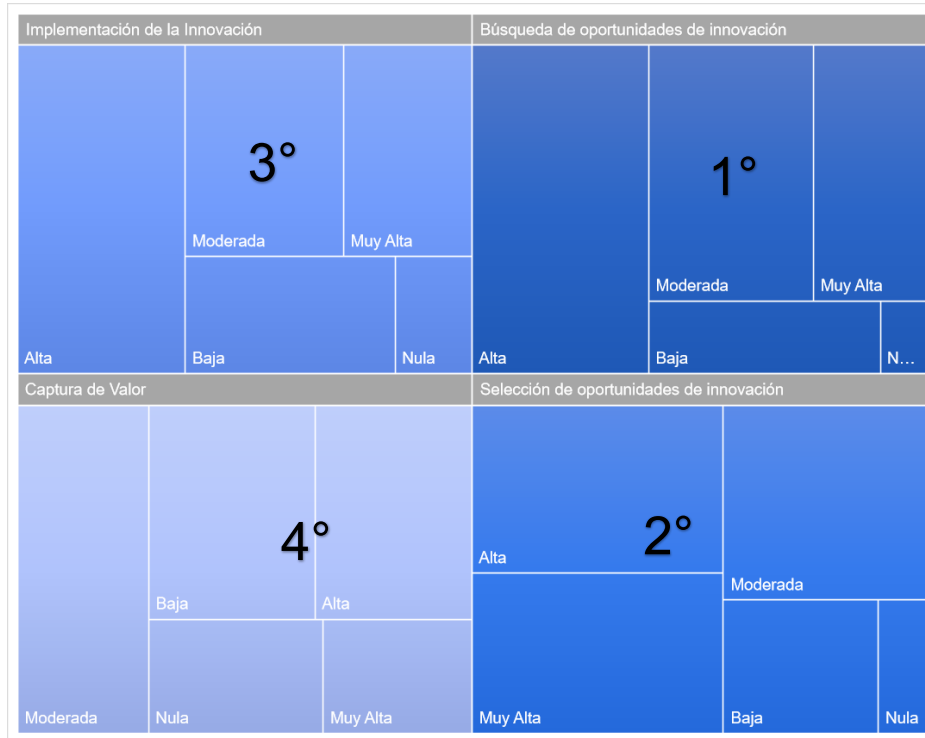 Implementación de la Innovación
3°
Moderada
Muy Alta
Alta
Baja
Nula
Búsqueda de oportunidades de innovación
1°
Moderada
Muy Alta
Alta
Baja
N...
Captura de Valor
4°
Baja
Alta
Moderada
Nula
Muy Alta
Selección de oportunidades de innovación
2°
Alta
Moderada
Muy Alta
Baja
Nula